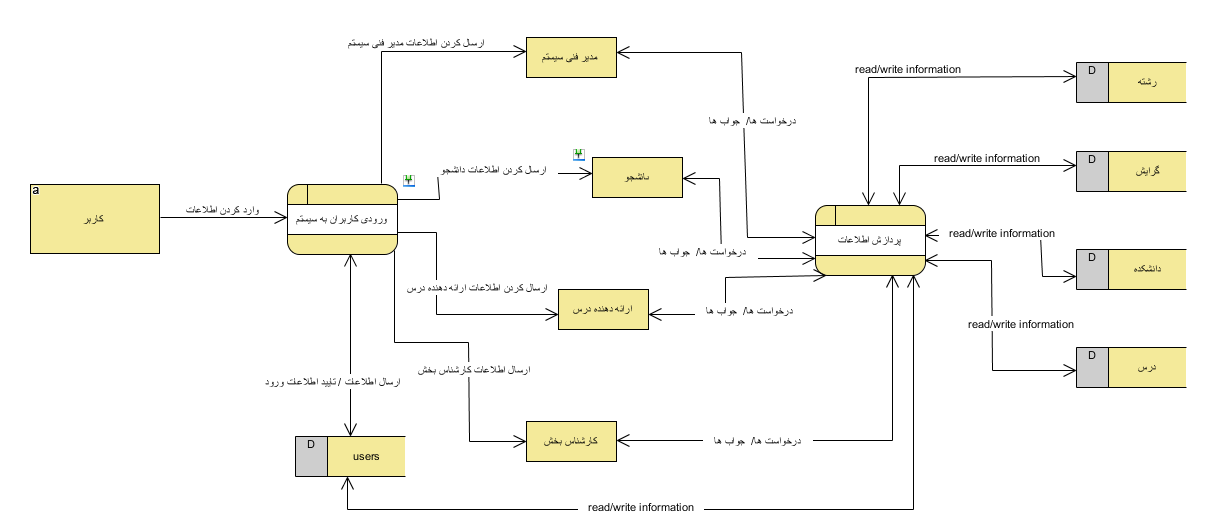 ارسال کردن اطلاعات مدیر فنی سیستم
مدیر فنی سیستم
read/write information
D
رشته
درخواست ها/ جواب ها
ارسال کردن اطلاعات دانشجو
دانشجو
read/write information
D
گرایش
a
کاربر
وارد کردن اطلاعات
ورودی کاربران به سیستم
درخواست ها/ جواب ها
پردازش اطلاعات
read/write information
D
دانشکده
ارسال کردن اطلاعات ارائه دهنده درس
ارائه دهنده درس
درخواست ها/ جواب ها
read/write information
D
درس
ارسال اطلاعات / تایید اطلاعات ورود
ارسال اطلاعات کارشناس بخش
کارشناس بخش
درخواست ها/ جواب ها
D
users
read/write information